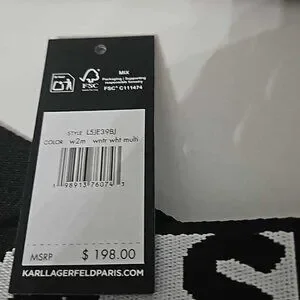 MIX
Packaging | Supporting
responsible forestry
FSC
FSC® C111474
STYLE L5JE39BJ
COLOR w2m wntr wht multi
98913 76074 3
MSRP $ 198.00
KARLLAGERFELDPARIS.COM
S